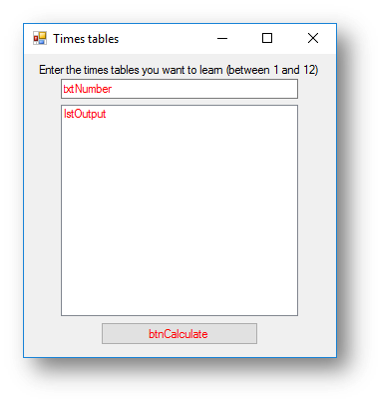 Times tables
Enter the times tables you want to learn (between 1 and 12)
txtNumber
lstOutput
btnCalculate